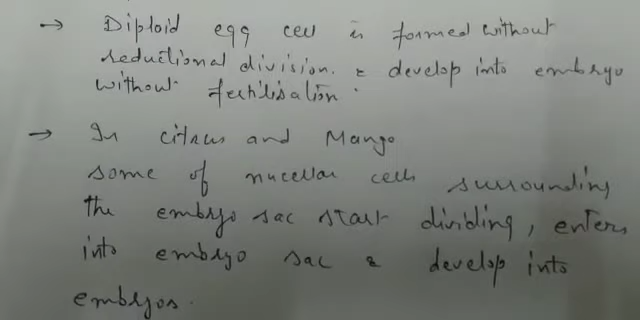 → Diploid egg cell is formed without
reductional division. & develop into embryo
without fertilisation.
→ In citrus and Mango
some of nucellar cells surrounding
the embryo sac start dividing, enters
into embryo sac & develop into
embryos.